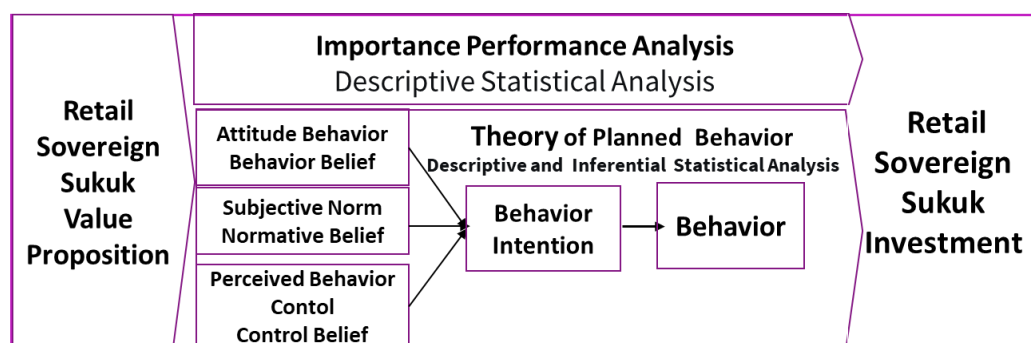 Retail
Sovereign
Sukuk
Value
Proposition
Importance Performance Analysis
Descriptive Statistical Analysis
Attitude Behavior
Behavior Belief
Subjective Norm
Normative Belief
Perceived Behavior
Contol
Control Belief
Theory of Planned Behavior
Descriptive and Inferential Statistical Analysis
Behavior
Intention
Behavior
Retail
Sovereign
Sukuk
Investment